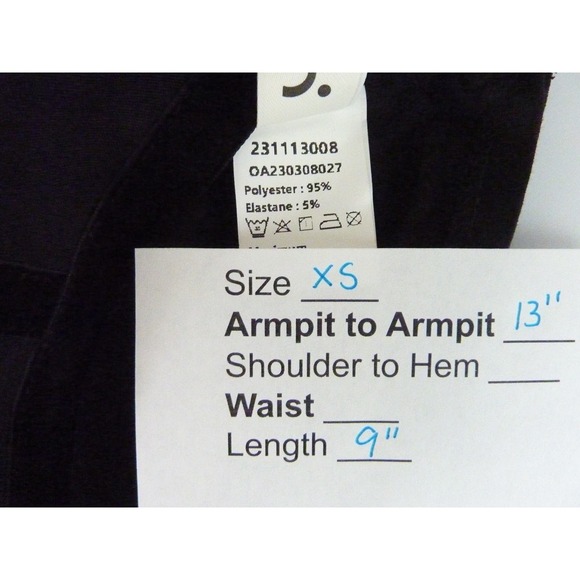 J.
231113008
OA230308027
Polyester : 95%
Elastane : 5%
Size XS
Armpit to Armpit 13"
Shoulder to Hem
Waist
Length 9"